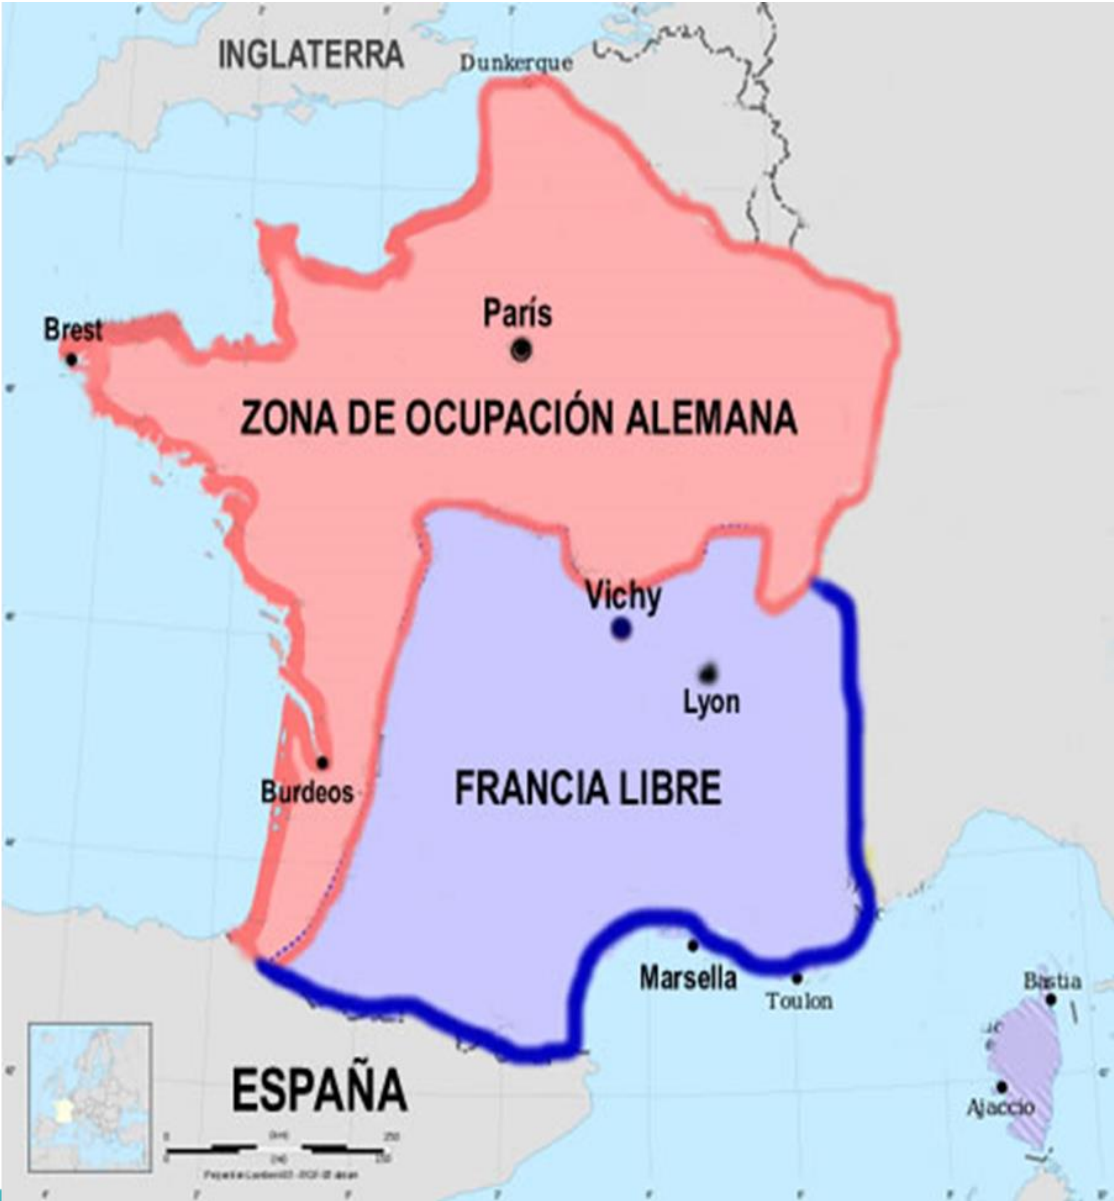 INGLATERRA
Dunkerque
Brest
París
ZONA DE OCUPACIÓN ALEMANA
Vichy
Lyon
Burdeos
FRANCIA LIBRE
Marsella
Toulon
Bastia
Ajaccio
ESPAÑA